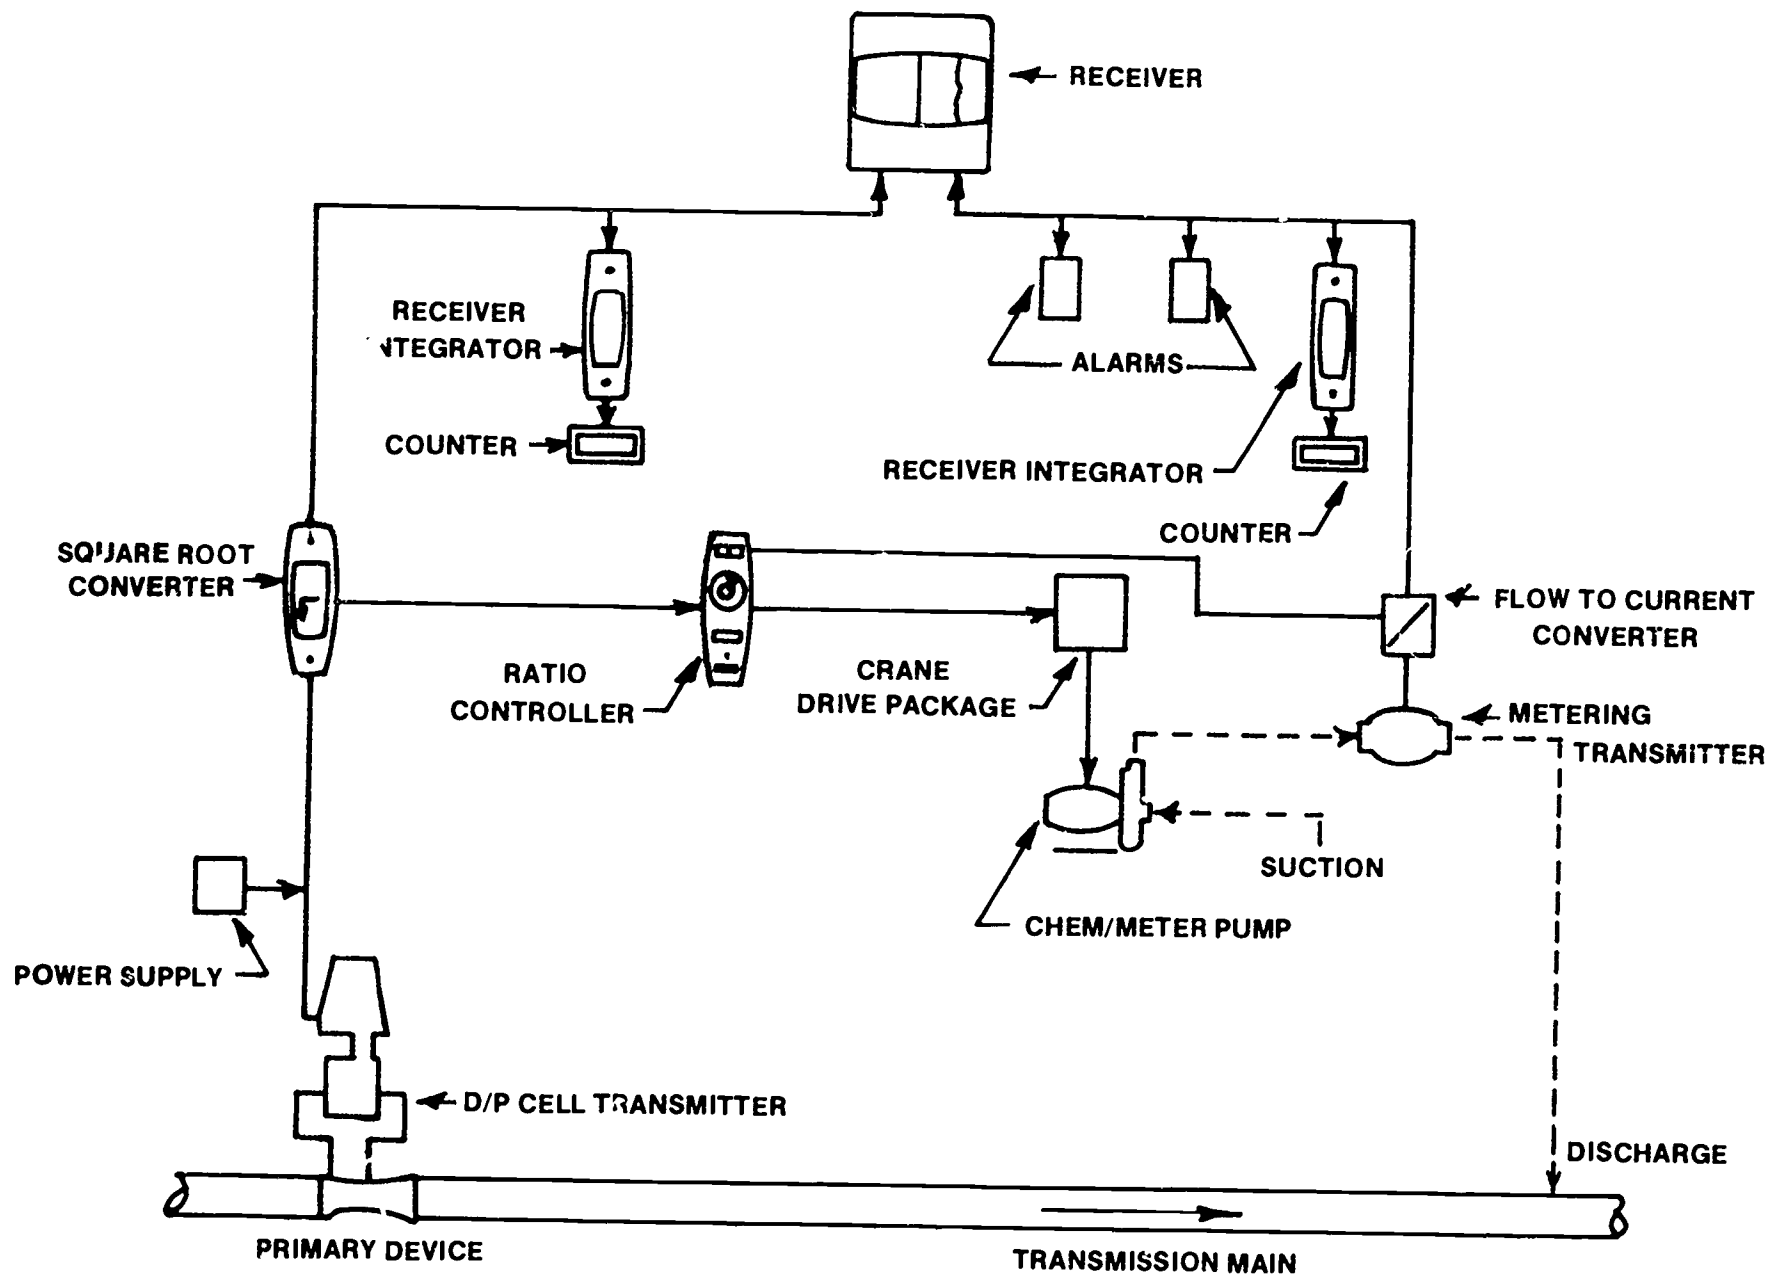 RECEIVER
RECEIVER
NTEGRATOR
ALARMS
COUNTER
RECEIVER INTEGRATOR
COUNTER
SQUARE ROOT
CONVERTER
FLOW TO CURRENT
CONVERTER
RATIO
CONTROLLER
CRANE
DRIVE PACKAGE
METERING
TRANSMITTER
SUCTION
CHEM/METER PUMP
POWER SUPPLY
D/P CELL TRANSMITTER
DISCHARGE
PRIMARY DEVICE
TRANSMISSION MAIN